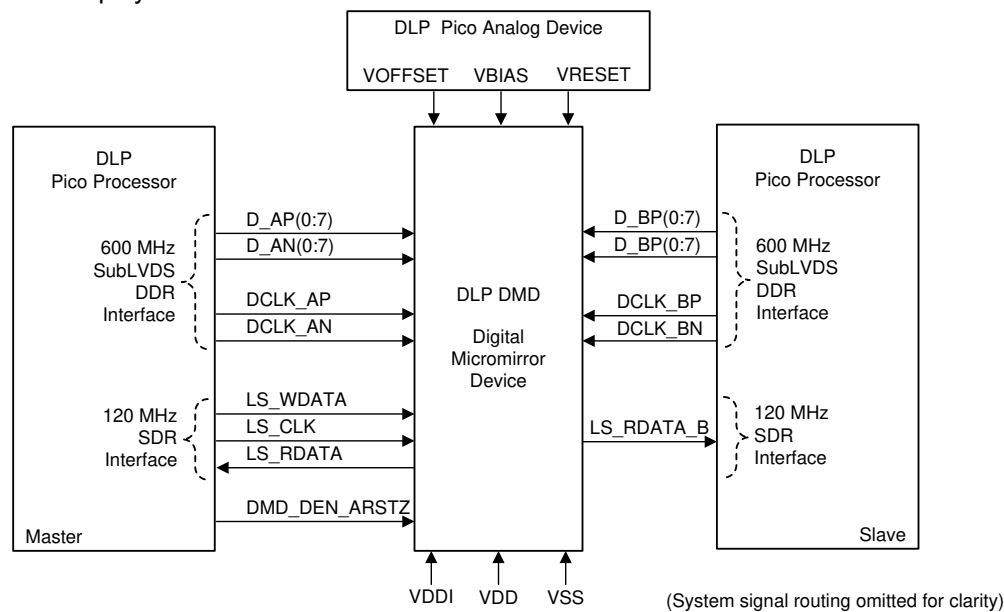 DLP Pico Analog Device
VOFFSET VBIAS VRESET
DLP
Pico Processor
D_AP(0:7)
D_AN(0:7)
600 MHz
SubLVDS
DDR
Interface
DCLK_AP
DCLK_AN
LS_WDATA
120 MHz
SDR
Interface
LS_CLK
LS_RDATA
DMD_DEN_ARSTZ
Master
DLP DMD
Digital
Micromirror
Device
VDDI VDD VSS
DLP
Pico Processor
D_BP(0:7)
D_BP(0:7)
600 MHz
SubLVDS
DDR
Interface
DCLK_BP
DCLK_BN
LS_RDATA_B
120 MHz
SDR
Interface
Slave
(System signal routing omitted for clarity)